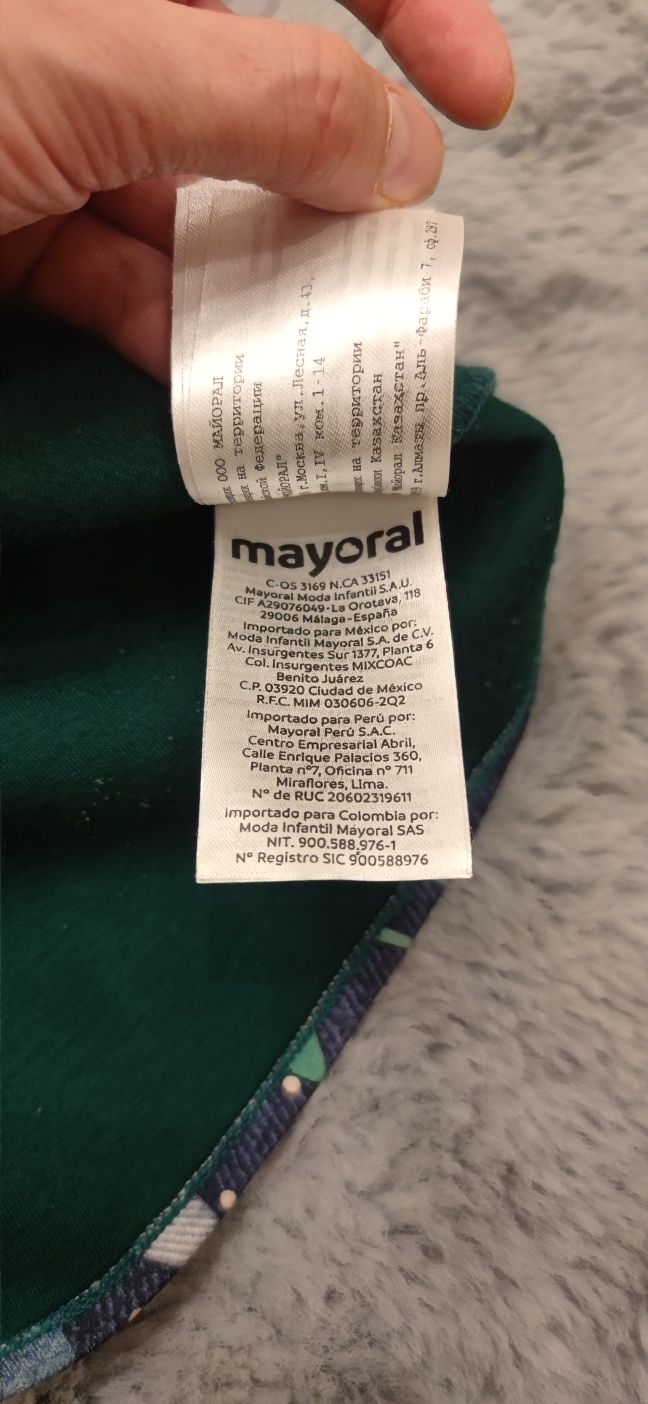 ООО МАЙОРАЛ
на территории
Федерации
г.Москва,ул.Лесная,д.43,
I,IV ком.1-14
на территории
Казахстан
Казахстан"
г.Алматы пр.Аль-Фараби 7, оф.297
mayoral
C-OS 3169 N.CA 33151
Mayoral Moda Infantil S.A.U.
CIF A29076049-La Orotava, 118
29006 Málaga-España
Importado para México por:
Moda Infantil Mayoral S.A. de C.V.
Av. Insurgentes Sur 1377, Planta 6
Col. Insurgentes MIXCOAC
Benito Juárez
C.P. 03920 Ciudad de México
R.F.C. MIM 030606-2Q2
Importado para Perú por:
Mayoral Perú S.A.C.
Centro Empresarial Abril,
Calle Enrique Palacios 360,
Planta nº7, Oficina nº 711
Miraflores, Lima.
Nº de RUC 20602319611
Importado para Colombia por:
Moda Infantil Mayoral SAS
NIT. 900.588.976-1
Nº Registro SIC 900588976